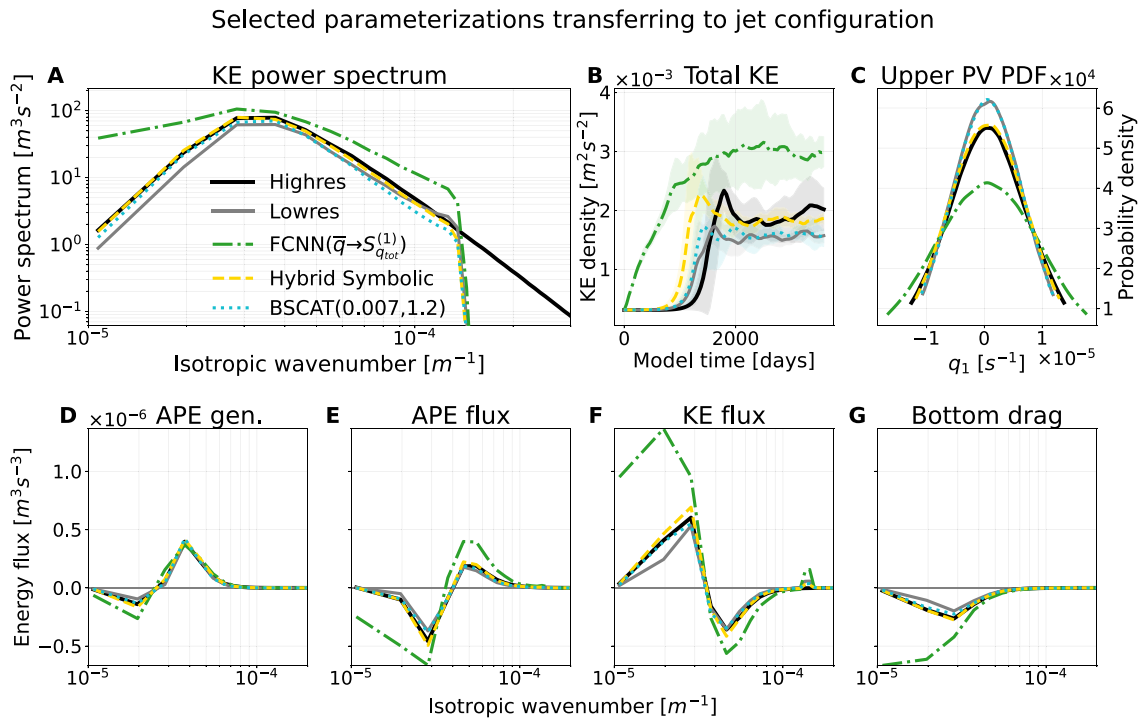 Selected parameterizations transferring to jet configuration
A KE power spectrum
Power spectrum [m³s⁻²]
10²
10¹
10⁰
10⁻¹
10⁻⁵
10⁻⁴
Isotropic wavenumber [m⁻¹]
Highres
Lowres
FCNN(q̅→S_{q_{tot}}^{(1)})
Hybrid Symbolic
BSCAT(0.007,1.2)
B ×10⁻³ Total KE
KE density [m²s⁻²]
4
3
2
1
0
2000
Model time [days]
C Upper PV PDF ×10⁴
6
5
4
3
2
1
Probability density
−1
0
1
q₁ [s⁻¹]
×10⁻⁵
D ×10⁻⁶ APE gen.
Energy flux [m³s⁻³]
1.0
0.5
0.0
−0.5
10⁻⁵
10⁻⁴
E APE flux
10⁻⁵
10⁻⁴
F KE flux
10⁻⁵
10⁻⁴
G Bottom drag
10⁻⁵
10⁻⁴
Isotropic wavenumber [m⁻¹]